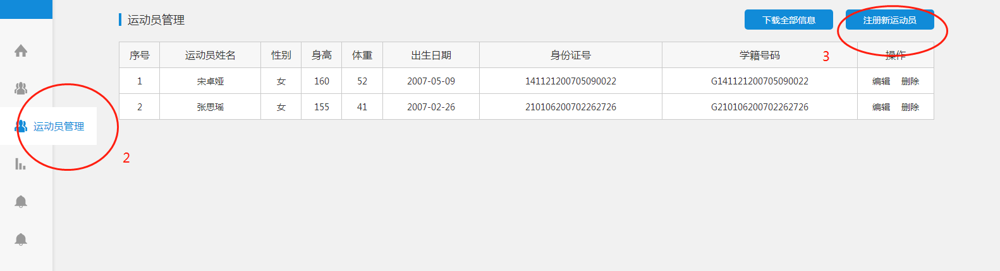 运动员管理
下载全部信息
注册新运动员
序号 运动员姓名 性别 身高 体重 出生日期 身份证号 学籍号码 3 操作
1 宋卓娅 女 160 52 2007-05-09 141121200705090022 G141121200705090022 编辑 删除
2 张思瑶 女 155 41 2007-02-26 210106200702262726 G210106200702262726 编辑 删除
运动员管理
2